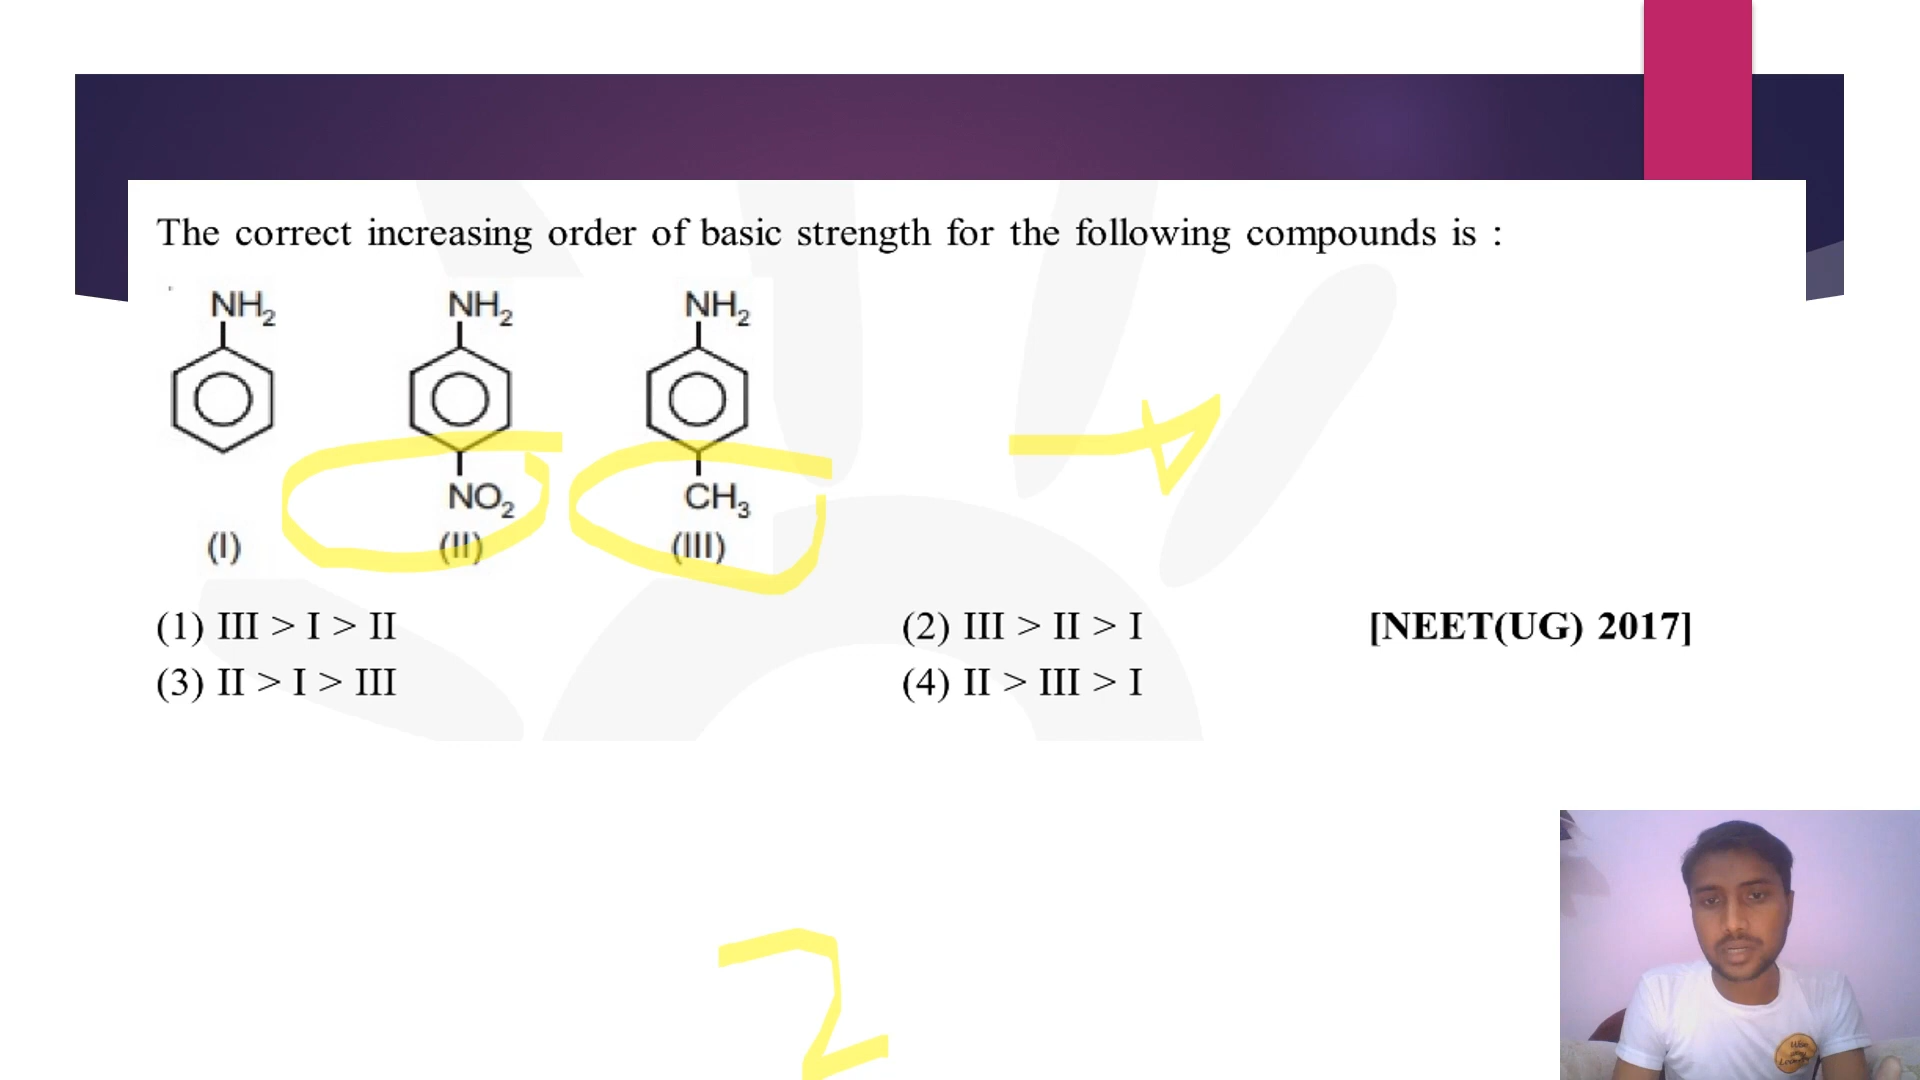 The correct increasing order of basic strength for the following compounds is :
NH2 NH2 NH2
NO2 CH3
(I) (II) (III)
(1) III > I > II (2) III > II > I [NEET(UG) 2017]
(3) II > I > III (4) II > III > I
2